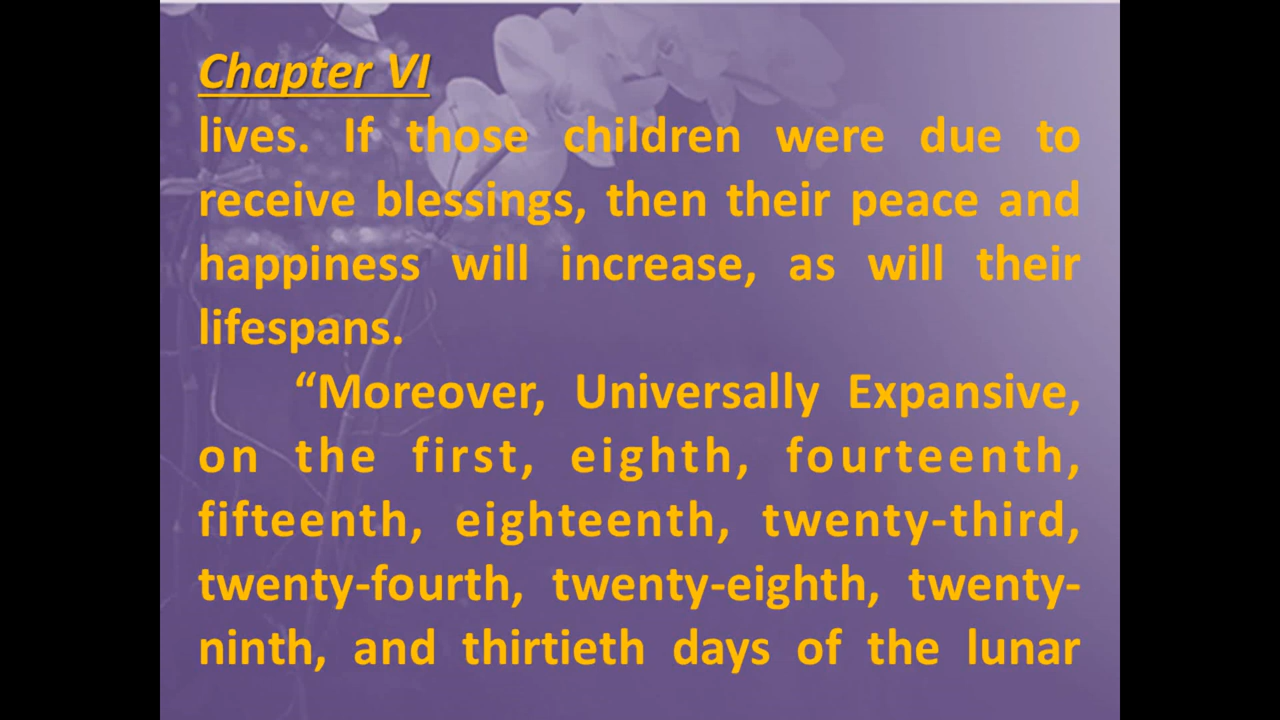 Chapter VI
lives. If those children were due to
receive blessings, then their peace and
happiness will increase, as will their
lifespans.
“Moreover, Universally Expansive,
on the first, eighth, fourteenth,
fifteenth, eighteenth, twenty-third,
twenty-fourth, twenty-eighth, twenty-
ninth, and thirtieth days of the lunar